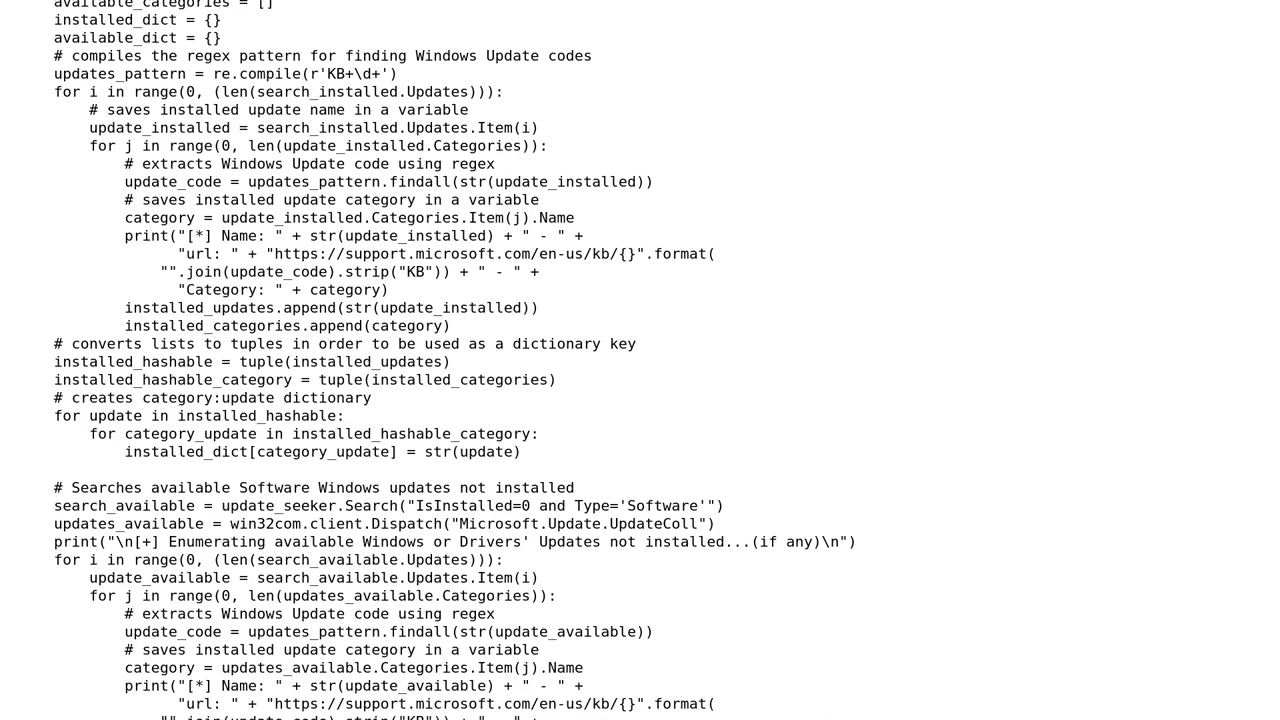 available_categories = []
installed_dict = {}
available_dict = {}
# compiles the regex pattern for finding Windows Update codes
updates_pattern = re.compile(r'KB+\d+')
for i in range(0, (len(search_installed.Updates))):
    # saves installed update name in a variable
    update_installed = search_installed.Updates.Item(i)
    for j in range(0, len(update_installed.Categories)):
        # extracts Windows Update code using regex
        update_code = updates_pattern.findall(str(update_installed))
        # saves installed update category in a variable
        category = update_installed.Categories.Item(j).Name
        print("[*] Name: " + str(update_installed) + " - " +
              "url: " + "https://support.microsoft.com/en-us/kb/{}".format(
            "".join(update_code).strip("KB")) + " - " +
              "Category: " + category)
        installed_updates.append(str(update_installed))
        installed_categories.append(category)
# converts lists to tuples in order to be used as a dictionary key
installed_hashable = tuple(installed_updates)
installed_hashable_category = tuple(installed_categories)
# creates category:update dictionary
for update in installed_hashable:
    for category_update in installed_hashable_category:
        installed_dict[category_update] = str(update)

# Searches available Software Windows updates not installed
search_available = update_seeker.Search("IsInstalled=0 and Type='Software'")
updates_available = win32com.client.Dispatch("Microsoft.Update.UpdateColl")
print("\n[+] Enumerating available Windows or Drivers' Updates not installed...(if any)\n")
for i in range(0, (len(search_available.Updates))):
    update_available = search_available.Updates.Item(i)
    for j in range(0, len(updates_available.Categories)):
        # extracts Windows Update code using regex
        update_code = updates_pattern.findall(str(update_available))
        # saves installed update category in a variable
        category = updates_available.Categories.Item(j).Name
        print("[*] Name: " + str(update_available) + " - " +
              "url: " + "https://support.microsoft.com/en-us/kb/{}".format(
            "".join(update_code).strip("KB")) + " - " +